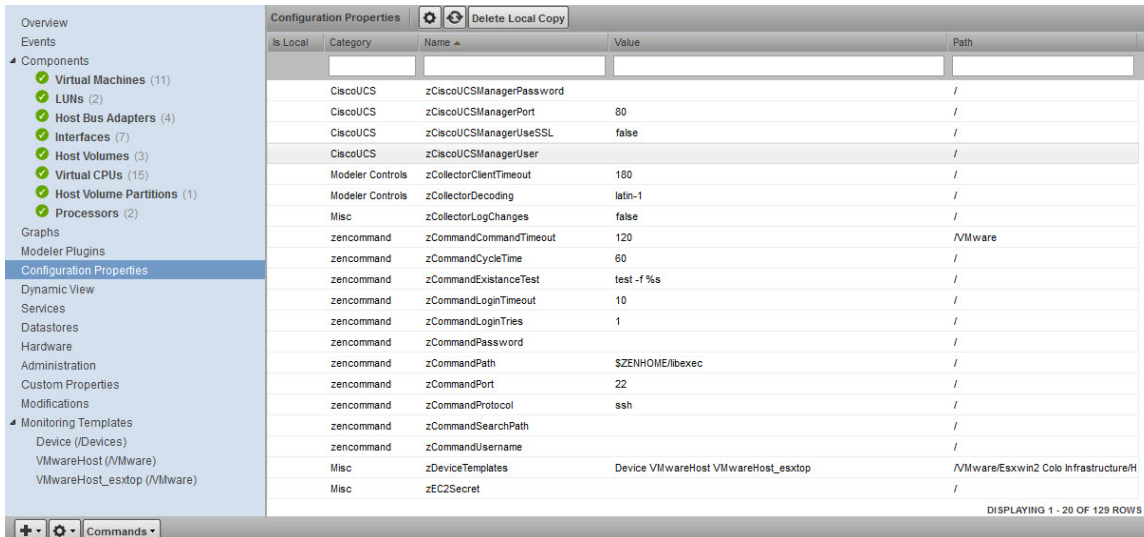 Overview
Events
Components
Virtual Machines (11)
LUNs (2)
Host Bus Adapters (4)
Interfaces (7)
Host Volumes (3)
Virtual CPUs (15)
Host Volume Partitions (1)
Processors (2)
Graphs
Modeler Plugins
Configuration Properties
Dynamic View
Services
Datastores
Hardware
Administration
Custom Properties
Modifications
Monitoring Templates
Device (/Devices)
VMwareHost (/VMware)
VMwareHost_esxtop (/VMware)
Commands
Configuration Properties Delete Local Copy
Is Local Category Name Value Path
CiscoUCS zCiscoUCSManagerPassword /
CiscoUCS zCiscoUCSManagerPort 80 /
CiscoUCS zCiscoUCSManagerUseSSL false /
CiscoUCS zCiscoUCSManagerUser /
Modeler Controls zCollectorClientTimeout 180 /
Modeler Controls zCollectorDecoding latin-1 /
Misc zCollectorLogChanges false /
zencommand zCommandCommandTimeout 120 /VMware
zencommand zCommandCycleTime 60 /
zencommand zCommandExistanceTest test -f %s /
zencommand zCommandLoginTimeout 10 /
zencommand zCommandLoginTries 1 /
zencommand zCommandPassword /
zencommand zCommandPath $ZENHOME/libexec /
zencommand zCommandPort 22 /
zencommand zCommandProtocol ssh /
zencommand zCommandSearchPath /
zencommand zCommandUsername /
Misc zDeviceTemplates Device VMwareHost VMwareHost_esxtop /VMware/Esxwin2 Colo Infrastructure/H
Misc zEC2Secret /
DISPLAYING 1 - 20 OF 129 ROWS